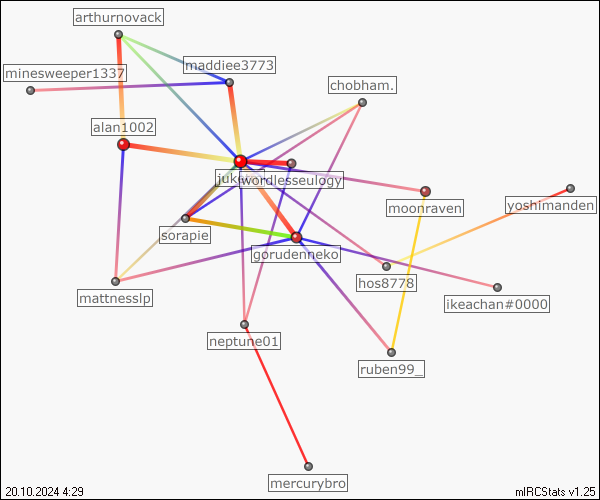 arthurnovack
maddiee3773
minesweeper1337
chobham.
alan1002
wordlesseulogy
moonraven
yoshimanden
sorapie
gorudenneko
hos8778
mattnesslp
ikeachan#0000
neptune01
ruben99_
mercurybro
20.10.2024 4:29
mIRCStats v1.25